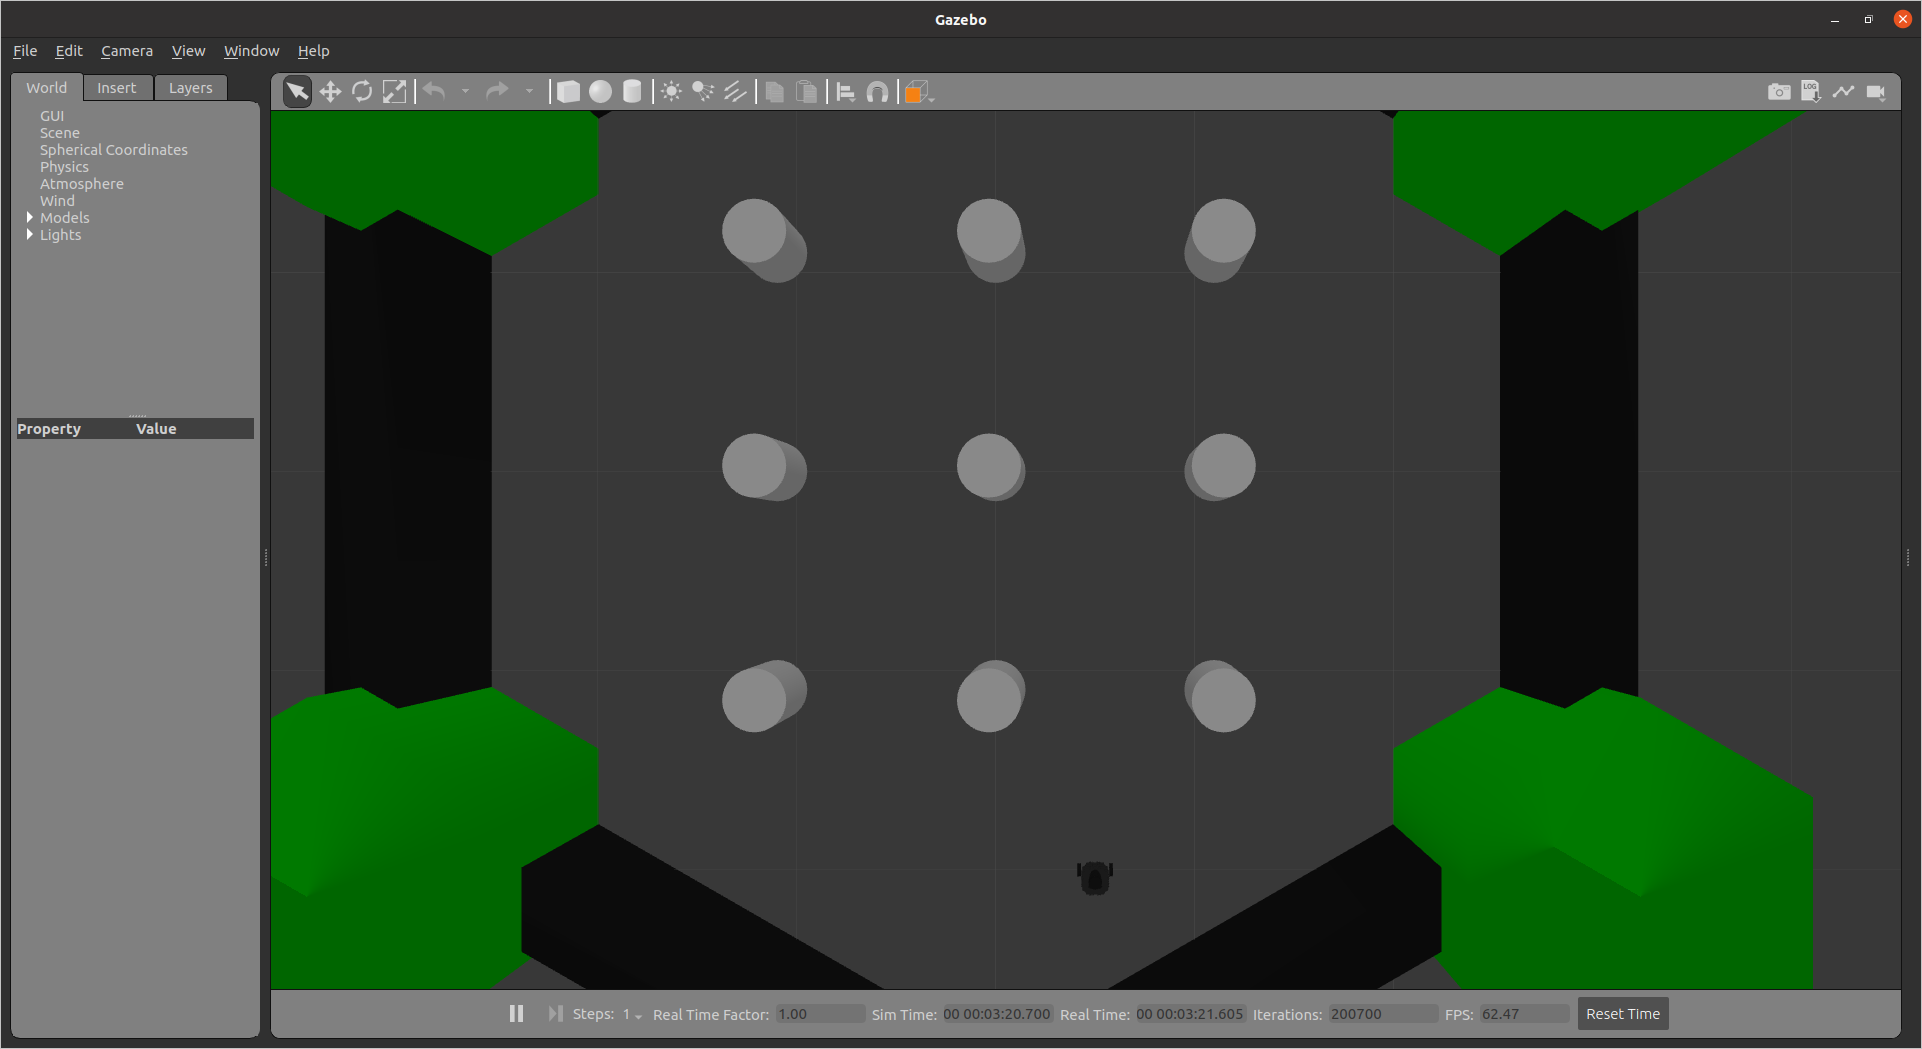 Gazebo
File Edit Camera View Window Help
World Insert Layers
GUI
Scene
Spherical Coordinates
Physics
Atmosphere
Wind
Models
Lights
Property Value
LOG
Steps: 1 Real Time Factor: 1.00 Sim Time: 00 00:03:20.700 Real Time: 00 00:03:21.605 Iterations: 200700 FPS: 62.47 Reset Time